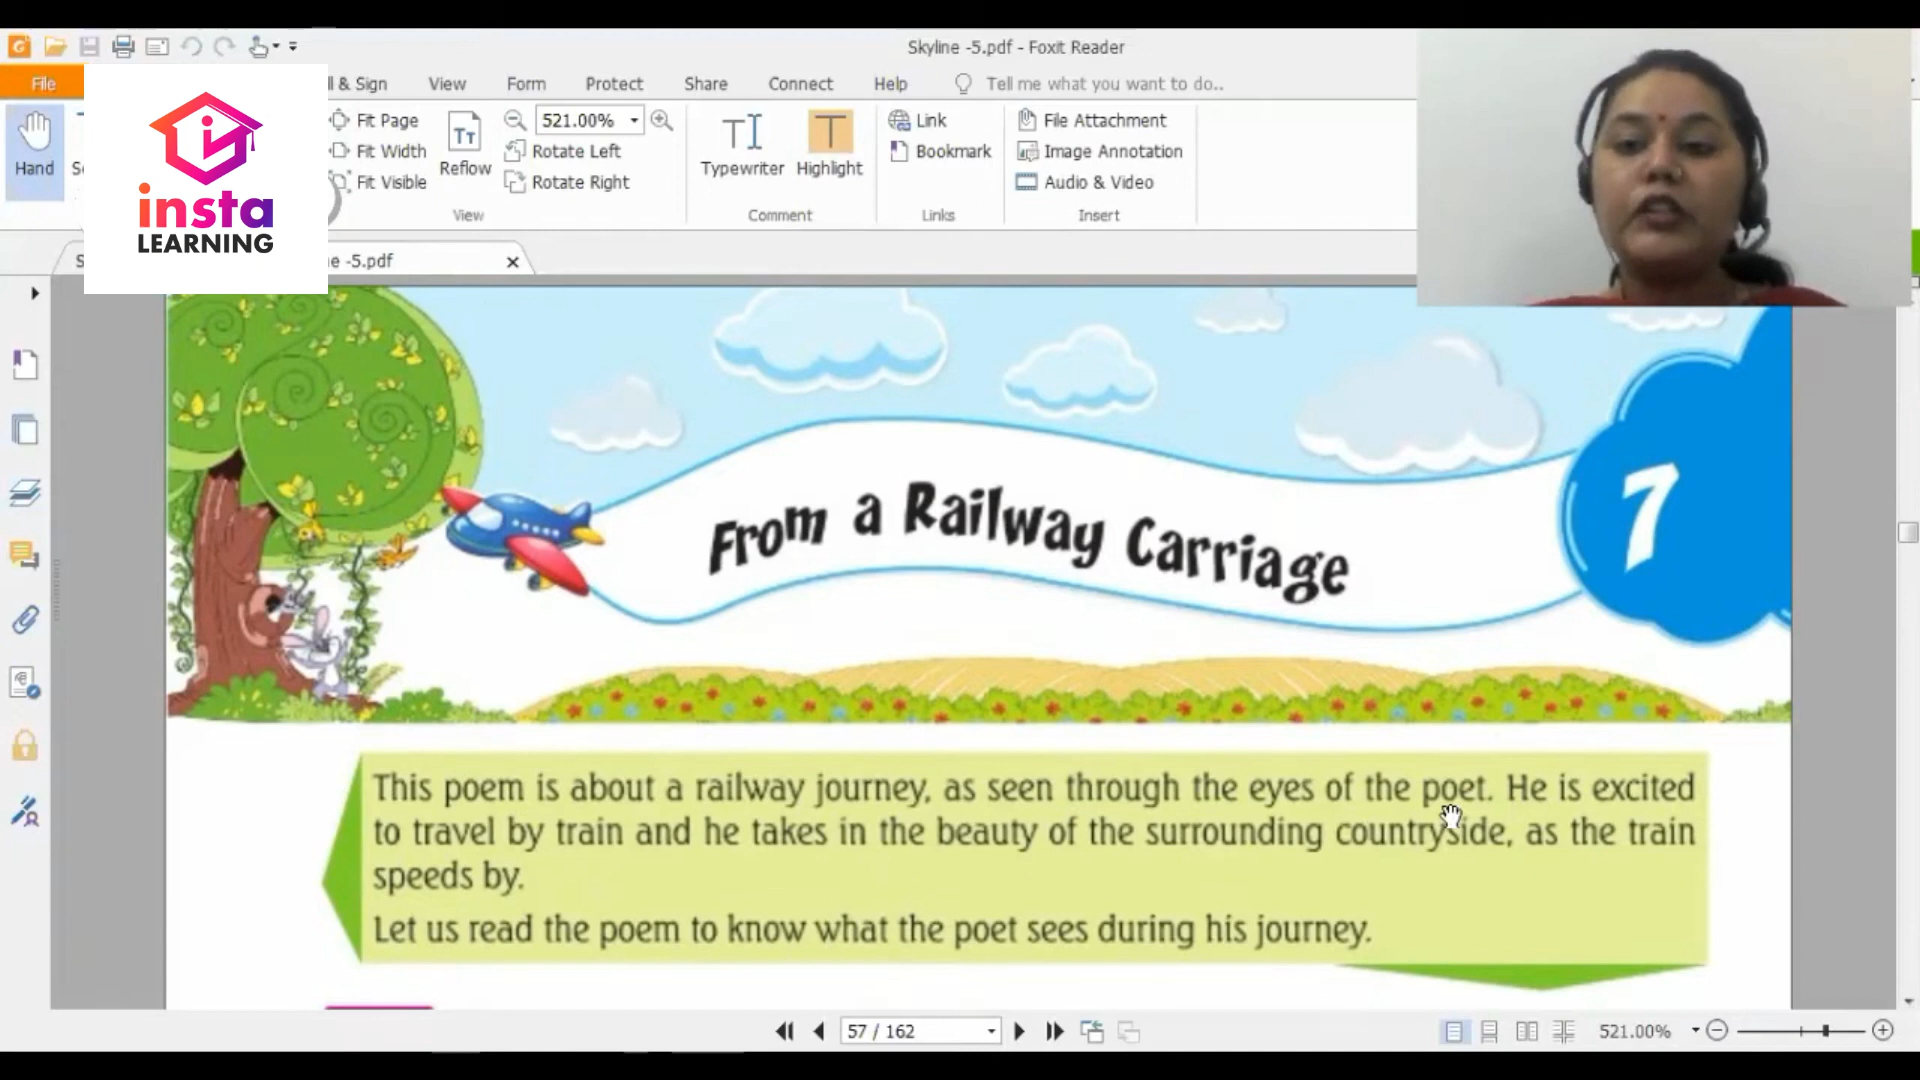 Skyline -5.pdf - Foxit Reader
File
l & Sign View Form Protect Share Connect Help Tell me what you want to do..
Hand
insta
LEARNING
Fit Page
Fit Width
Fit Visible
Reflow
521.00%
Rotate Left
Rotate Right
View
Typewriter
Highlight
Comment
Link
Bookmark
Links
File Attachment
Image Annotation
Audio & Video
Insert
e -5.pdf
From a Railway Carriage
7
This poem is about a railway journey, as seen through the eyes of the poet. He is excited
to travel by train and he takes in the beauty of the surrounding countryside, as the train
speeds by.
Let us read the poem to know what the poet sees during his journey.
57 / 162
521.00%